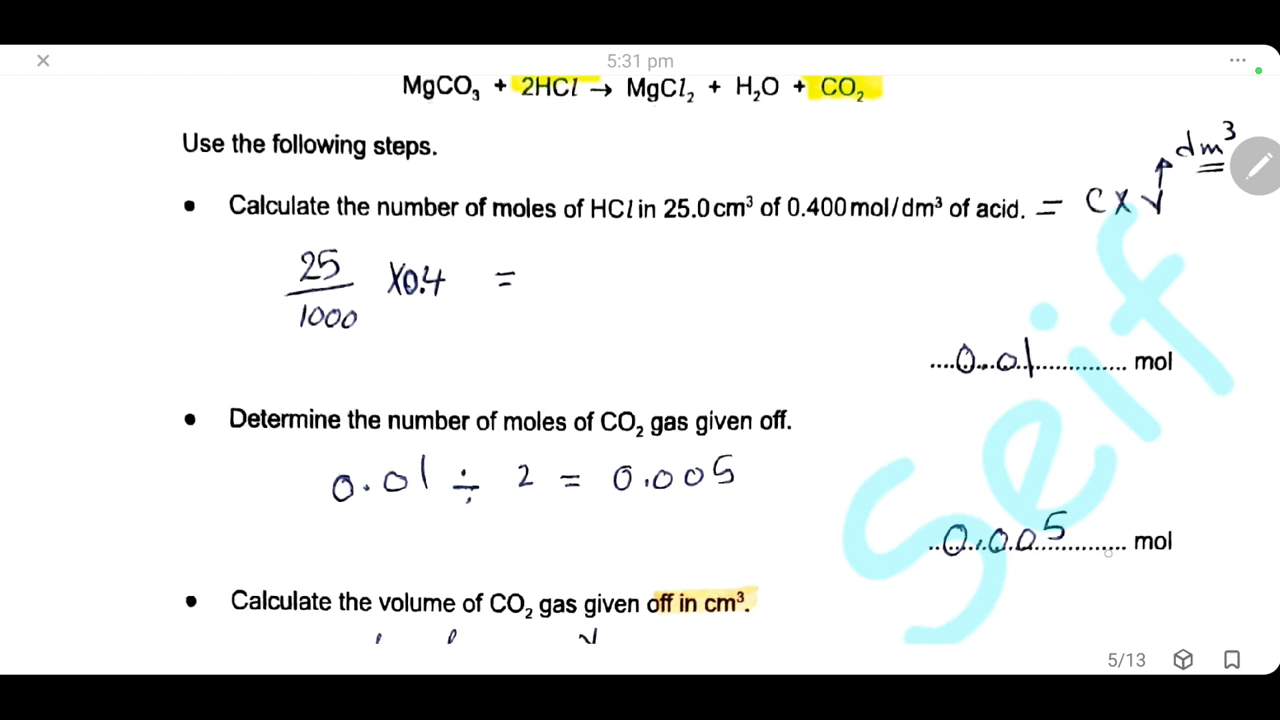 5:31 pm
MgCO₃ + 2HCl → MgCl₂ + H₂O + CO₂
Use the following steps.
dm³
• Calculate the number of moles of HCl in 25.0 cm³ of 0.400 mol/dm³ of acid. = C x V
25/1000 x0.4 =
....0.01.............. mol
• Determine the number of moles of CO₂ gas given off.
0.01 ÷ 2 = 0.005
..0.005........... mol
• Calculate the volume of CO₂ gas given off in cm³.
Seif
5/13